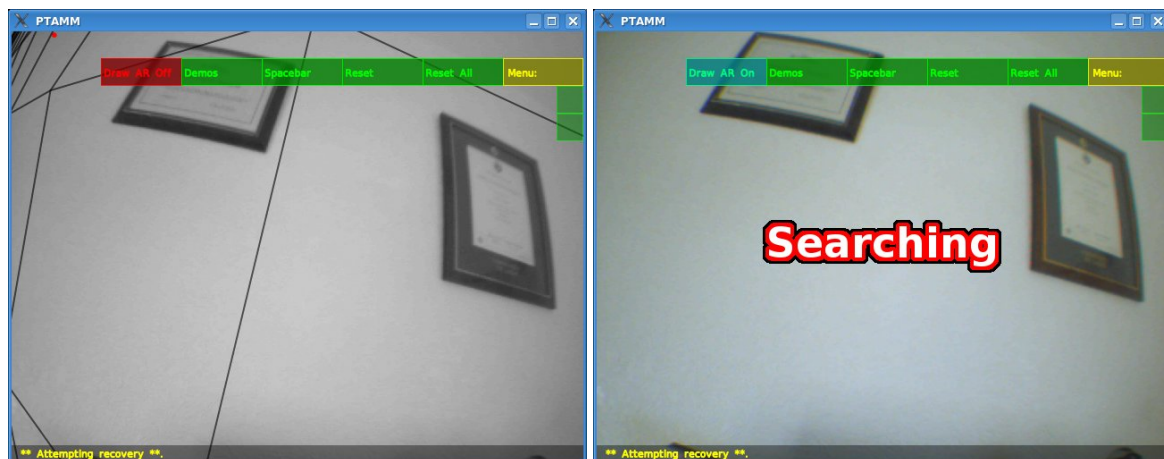 PTAMM
Draw AR Off Demos Spacebar Reset Reset All Menu:
** Attempting recovery **.
PTAMM
Draw AR On Demos Spacebar Reset Reset All Menu:
Searching
** Attempting recovery **.